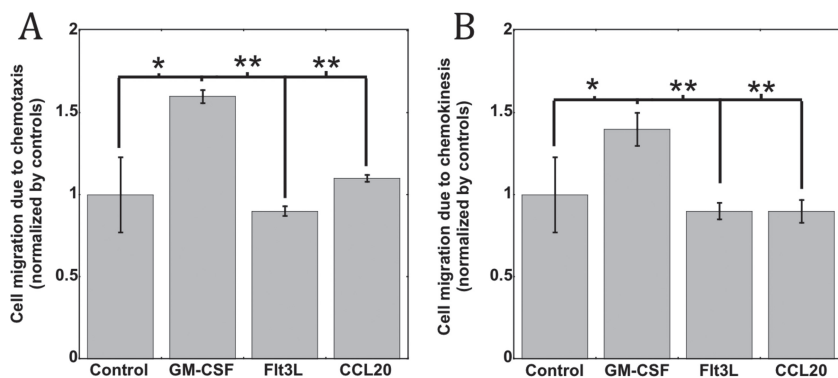 A
Cell migration due to chemotaxis
(normalized by controls)
2
1.5
1
0.5
0
* ** **
Control GM-CSF Flt3L CCL20
B
Cell migration due to chemokinesis
(normalized by controls)
2
1.5
1
0.5
0
* ** **
Control GM-CSF Flt3L CCL20